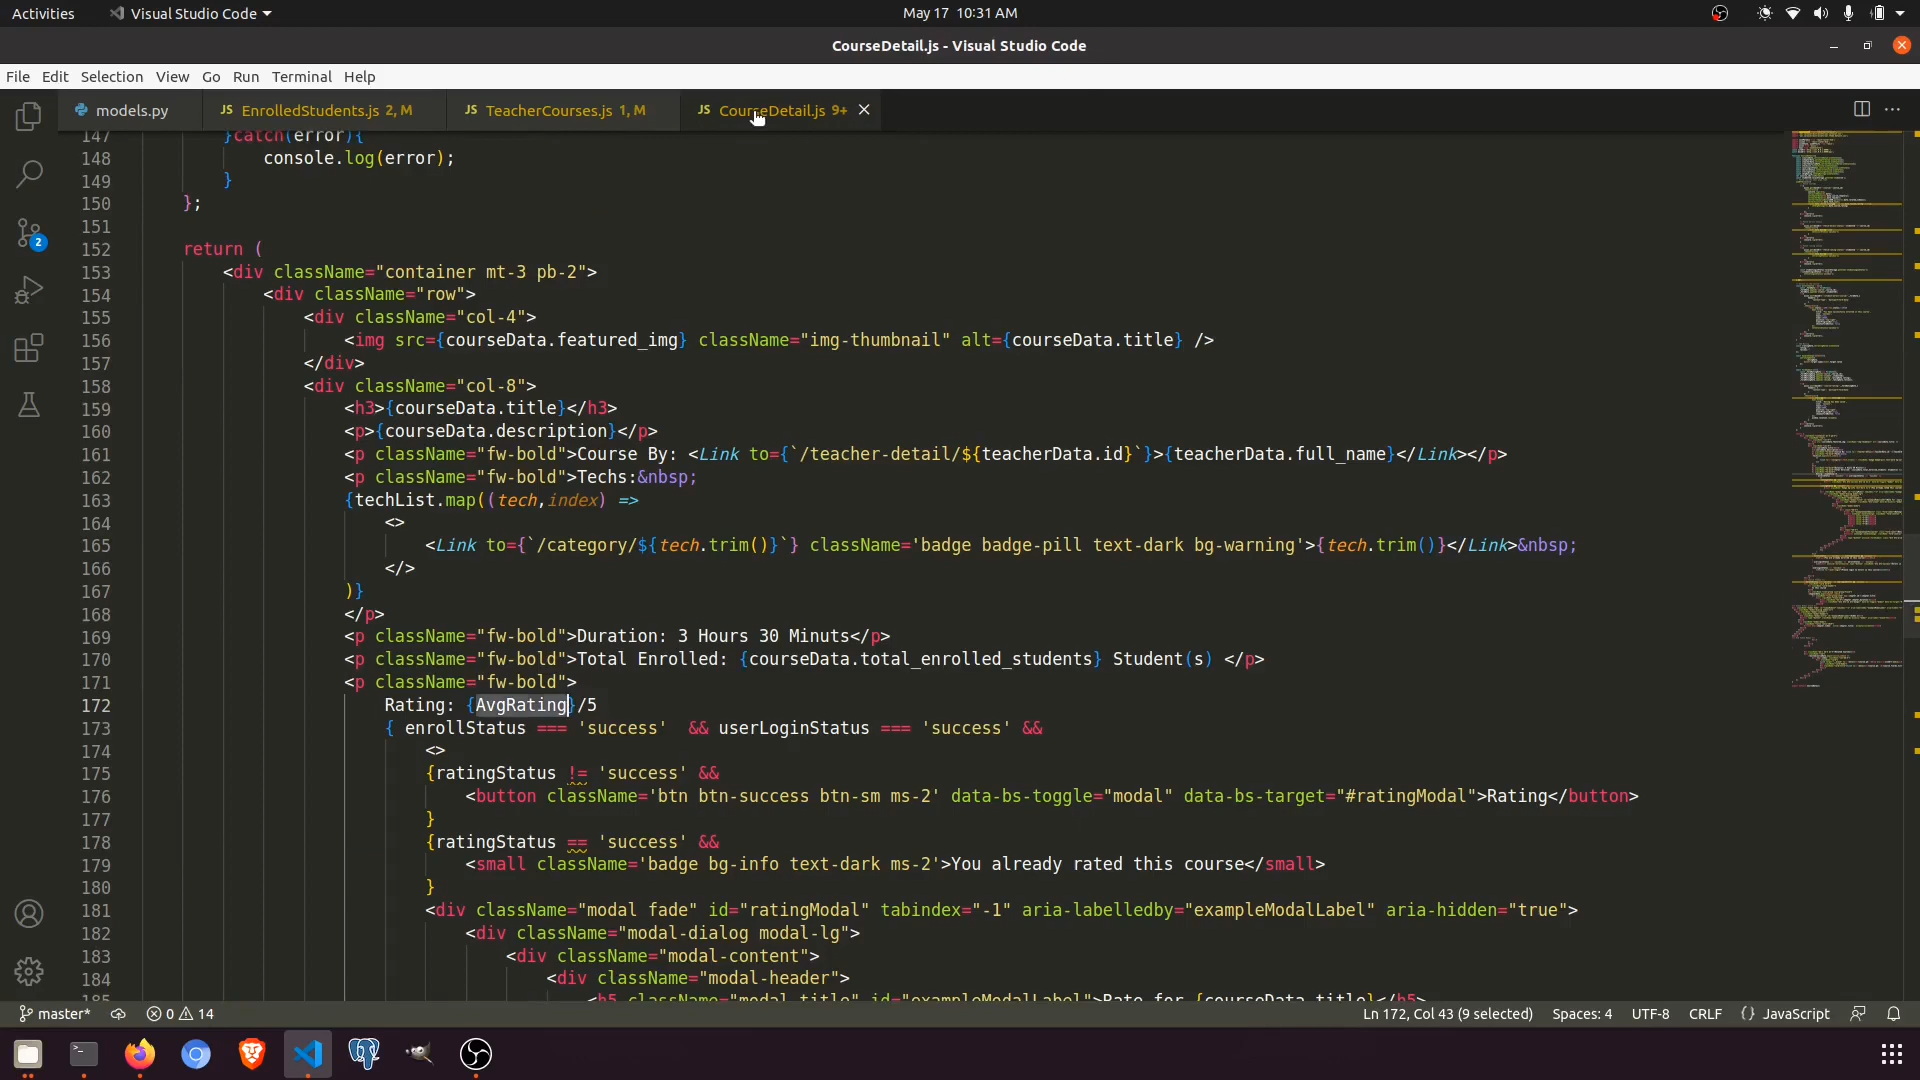 Activities Visual Studio Code May 17 10:31 AM
CourseDetail.js - Visual Studio Code
File Edit Selection View Go Run Terminal Help
models.py JS EnrolledStudents.js 2, M JS TeacherCourses.js 1, M JS CourseDetail.js 9+
147 }catch(error){
148 console.log(error);
149 }
150 };
151
152 return (
153 <div className="container mt-3 pb-2">
154 <div className="row">
155 <div className="col-4">
156 <img src={courseData.featured_img} className="img-thumbnail" alt={courseData.title} />
157 </div>
158 <div className="col-8">
159 <h3>{courseData.title}</h3>
160 <p>{courseData.description}</p>
161 <p className="fw-bold">Course By: <Link to={`/teacher-detail/${teacherData.id}`}>{teacherData.full_name}</Link></p>
162 <p className="fw-bold">Techs:&nbsp;
163 {techList.map((tech,index) =>
164 <>
165 <Link to={`/category/${tech.trim()}`} className='badge badge-pill text-dark bg-warning'>{tech.trim()}</Link>&nbsp;
166 </>
167 )}
168 </p>
169 <p className="fw-bold">Duration: 3 Hours 30 Minuts</p>
170 <p className="fw-bold">Total Enrolled: {courseData.total_enrolled_students} Student(s) </p>
171 <p className="fw-bold">
172 Rating: {AvgRating}/5
173 { enrollStatus === 'success'  && userLoginStatus === 'success' &&
174 <>
175 {ratingStatus != 'success' &&
176 <button className='btn btn-success btn-sm ms-2' data-bs-toggle="modal" data-bs-target="#ratingModal">Rating</button>
177 }
178 {ratingStatus == 'success' &&
179 <small className='badge bg-info text-dark ms-2'>You already rated this course</small>
180 }
181 <div className="modal fade" id="ratingModal" tabindex="-1" aria-labelledby="exampleModalLabel" aria-hidden="true">
182 <div className="modal-dialog modal-lg">
183 <div className="modal-content">
184 <div className="modal-header">
185 <h5 className="modal-title" id="exampleModalLabel">Rate for {courseData.title}</h5>
2
master* 0 14 Ln 172, Col 43 (9 selected) Spaces: 4 UTF-8 CRLF {} JavaScript